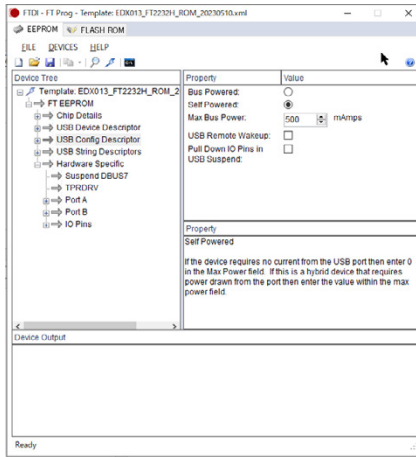 FTDI - FT Prog - Template: EDX013_FT2232H_ROM_20230510.xml
EEPROM FLASH ROM
FILE DEVICES HELP
Device Tree
Template: EDX013_FT2232H_ROM_2
FT EEPROM
Chip Details
USB Device Descriptor
USB Config Descriptor
USB String Descriptors
Hardware Specific
Suspend DBUS7
TPRDRV
Port A
Port B
IO Pins
Property Value
Bus Powered:
Self Powered:
Max Bus Power: 500 mAmps
USB Remote Wakeup:
Pull Down IO Pins in
USB Suspend:
Property
Self Powered
If the device requires no current from the USB port then enter 0
in the Max Power field. If this is a hybrid device that requires
power drawn from the port then enter the value within the max
power field.
Device Output
Ready